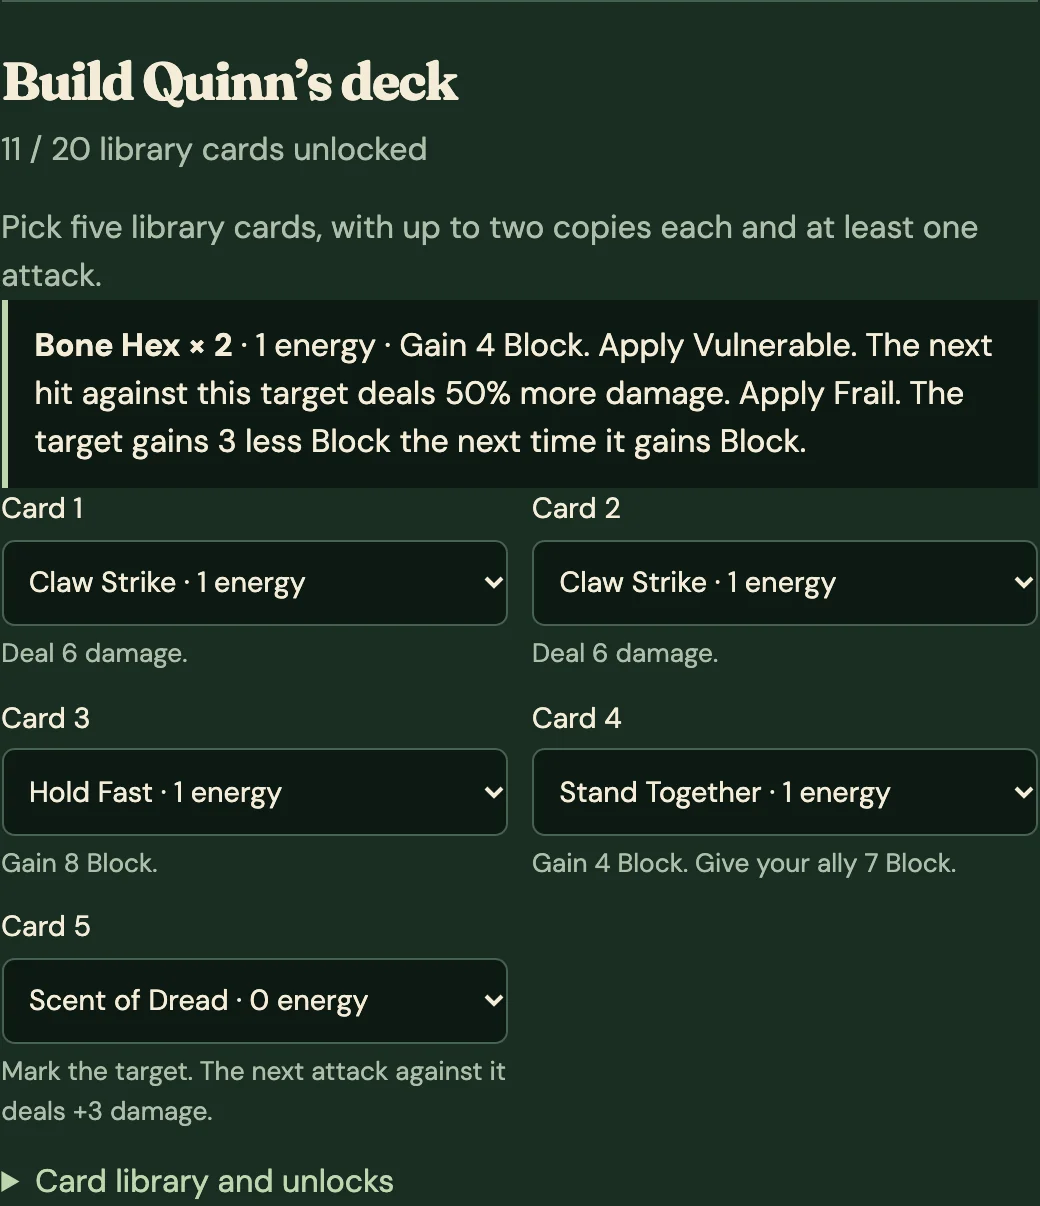 Build Quinn’s deck
11 / 20 library cards unlocked
Pick five library cards, with up to two copies each and at least one
attack.
Bone Hex × 2 · 1 energy · Gain 4 Block. Apply Vulnerable. The next
hit against this target deals 50% more damage. Apply Frail. The
target gains 3 less Block the next time it gains Block.
Card 1
Claw Strike · 1 energy
Deal 6 damage.
Card 2
Claw Strike · 1 energy
Deal 6 damage.
Card 3
Hold Fast · 1 energy
Gain 8 Block.
Card 4
Stand Together · 1 energy
Gain 4 Block. Give your ally 7 Block.
Card 5
Scent of Dread · 0 energy
Mark the target. The next attack against it
deals +3 damage.
Card library and unlocks